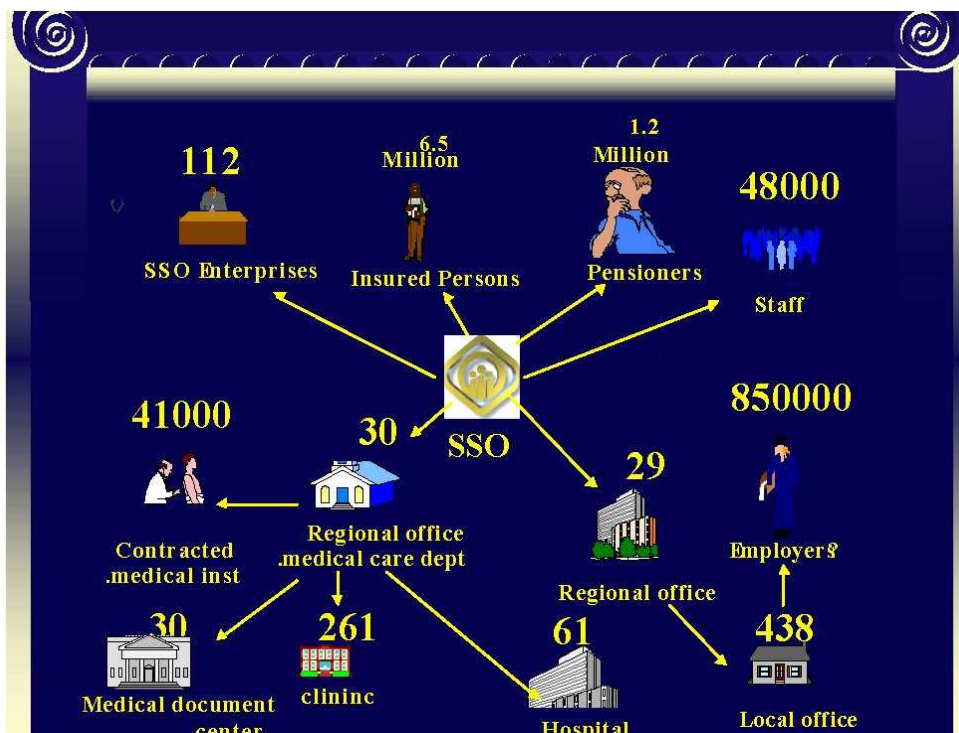 112
SSO Enterprises
6.5
Million
Insured Persons
1.2
Million
Pensioners
48000
Staff
SSO
41000
Contracted
.medical inst
30
Regional office
.medical care dept
29
Regional office
850000
Employers?
30
Medical document
center
261
clininc
61
Hospital
438
Local office